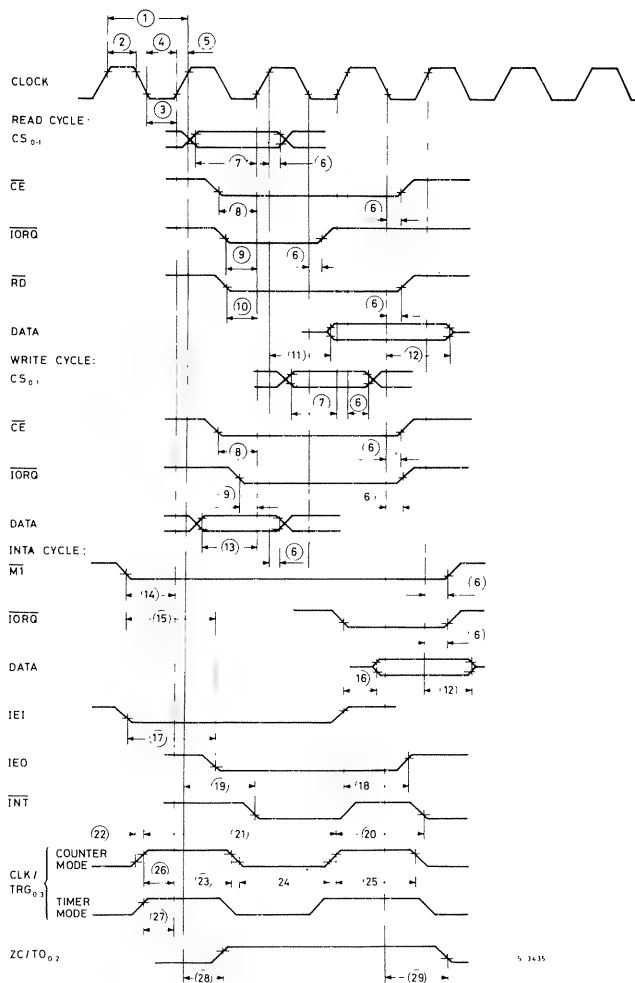 ① 
② ④ ⑤
CLOCK
③
READ CYCLE:
CS0-1
⑦ ⑥
CE
⑧ ⑥
IORQ
⑨ ⑥
RD
⑩ ⑥
DATA
(11) (12)
WRITE CYCLE:
CS0-1
⑦ ⑥
CE
⑧ ⑥
IORQ
9 6)
DATA
(13) ⑥
INTA CYCLE:
M1
(14) (6)
(15)
IORQ
6)
DATA
16) (12)
IEI
(17)
IEO
(19) (18)
INT
(22) (21) (20)
CLK/
TRG0-3
COUNTER
MODE
(26) (23) 24 (25)
TIMER
MODE
(27)
ZC/TO0-2
(28) (29)
S 3435